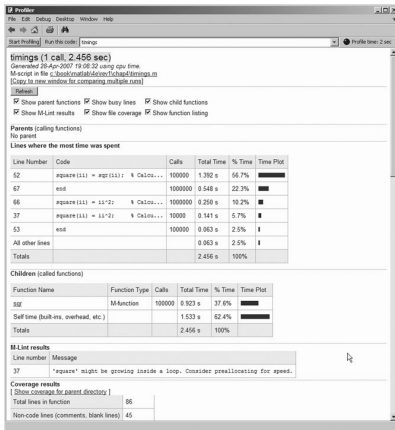 Profiler
File Edit Debug Desktop Window Help
Start Profiling Run this code: timings Profile time: 2 sec
timings (1 call, 2.456 sec)
Generated 28-Apr-2007 19:08:32 using cpu time.
M-script in file c:\book\matlab\4e\rev1\chap4\timings.m
[Copy to new window for comparing multiple runs]
Refresh
Show parent functions Show busy lines Show child functions
Show M-Lint results Show file coverage Show function listing
Parents (calling functions)
No parent
Lines where the most time was spent
Line Number Code Calls Total Time % Time Time Plot
52 square(ii) = sqr(ii); % Calcu... 100000 1.392 s 56.7%
67 end 1000000 0.548 s 22.3%
66 square(ii) = ii^2; % Calcu... 1000000 0.250 s 10.2%
37 square(ii) = ii^2; % Calcu... 10000 0.141 s 5.7%
53 end 100000 0.063 s 2.5%
All other lines 0.063 s 2.5%
Totals 2.456 s 100%
Children (called functions)
Function Name Function Type Calls Total Time % Time Time Plot
sqr M-function 100000 0.923 s 37.6%
Self time (built-ins, overhead, etc.) 1.533 s 62.4%
Totals 2.456 s 100%
M-Lint results
Line number Message
37 'square' might be growing inside a loop. Consider preallocating for speed.
Coverage results
[ Show coverage for parent directory ]
Total lines in function 86
Non-code lines (comments, blank lines) 45